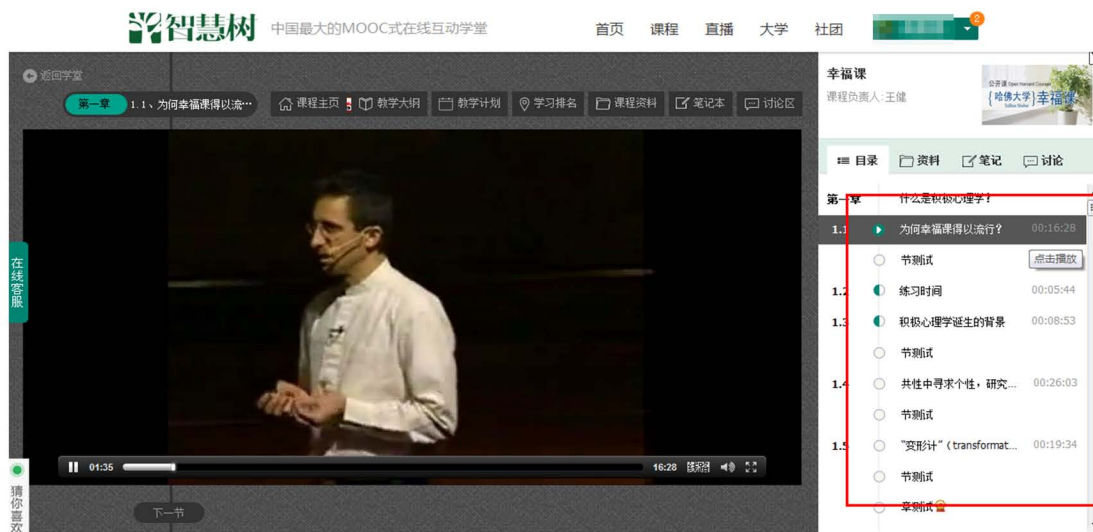 智慧树 中国最大的MOOC式在线互动学堂 首页 课程 直播 大学 社团 2
返回学堂
第一章 1.1、为何幸福课得以流… 课程主页 教学大纲 教学计划 学习排名 课程资料 笔记本 讨论区
在线客服
01:35 16:28
猜你喜欢
下一节
幸福课
课程负责人:王健
公开课
{哈佛大学}幸福课
目录 资料 笔记 讨论
第一章 什么是积极心理学?
1.1 为何幸福课得以流行? 00:16:28
节测试 点击播放
1.2 练习时间 00:05:44
1.3 积极心理学诞生的背景 00:08:53
节测试
1.4 共性中寻求个性，研究... 00:26:03
节测试
1.5 “变形计”（transformat... 00:19:34
节测试
章测试